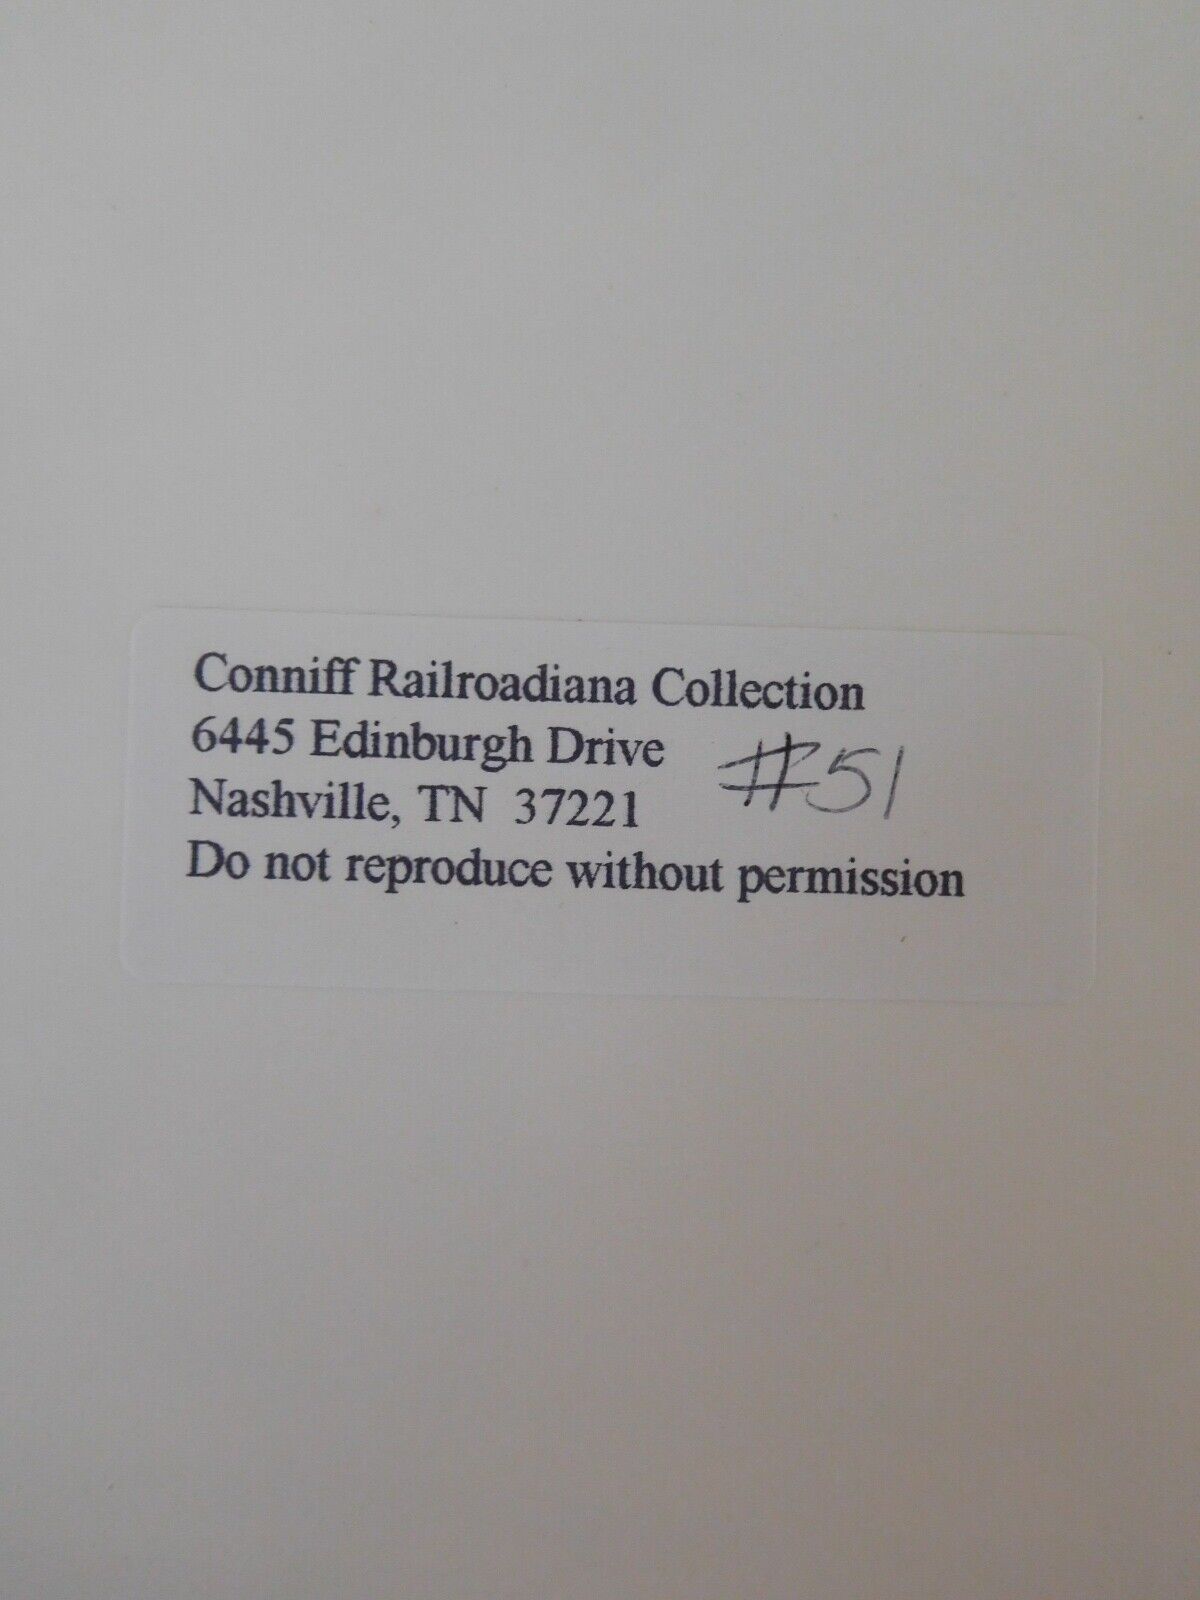 Conniff Railroadiana Collection
6445 Edinburgh Drive
#51
Nashville, TN  37221
Do not reproduce without permission